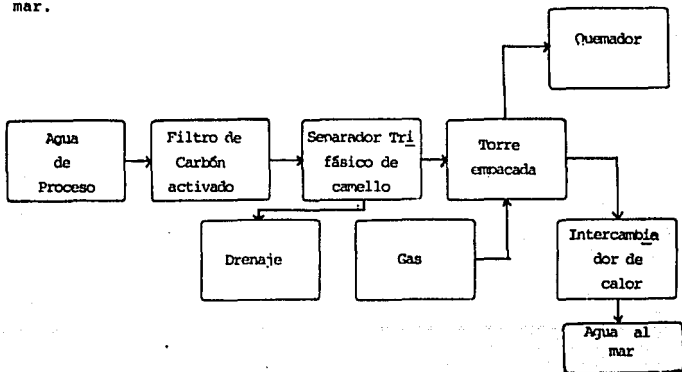 mar.
Quemador
Agua
de
Proceso
Filtro de
Carbón
activado
Senarador Tri
fásico de
camello
Torre
empacada
Drenaje
Gas
Intercambia
dor de
calor
Agua al
mar